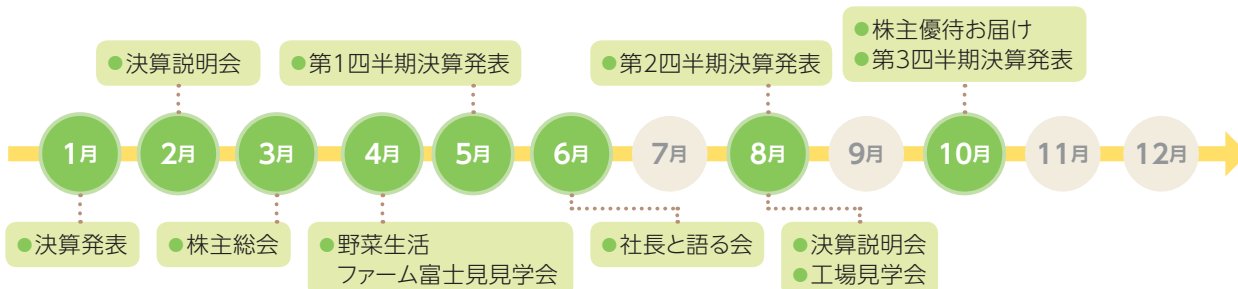 ●決算説明会
●第1四半期決算発表
●第2四半期決算発表
●株主優待お届け
●第3四半期決算発表
1月
2月
3月
4月
5月
6月
7月
8月
9月
10月
11月
12月
●決算発表
●株主総会
●野菜生活
ファーム富士見見学会
●社長と語る会
●決算説明会
●工場見学会